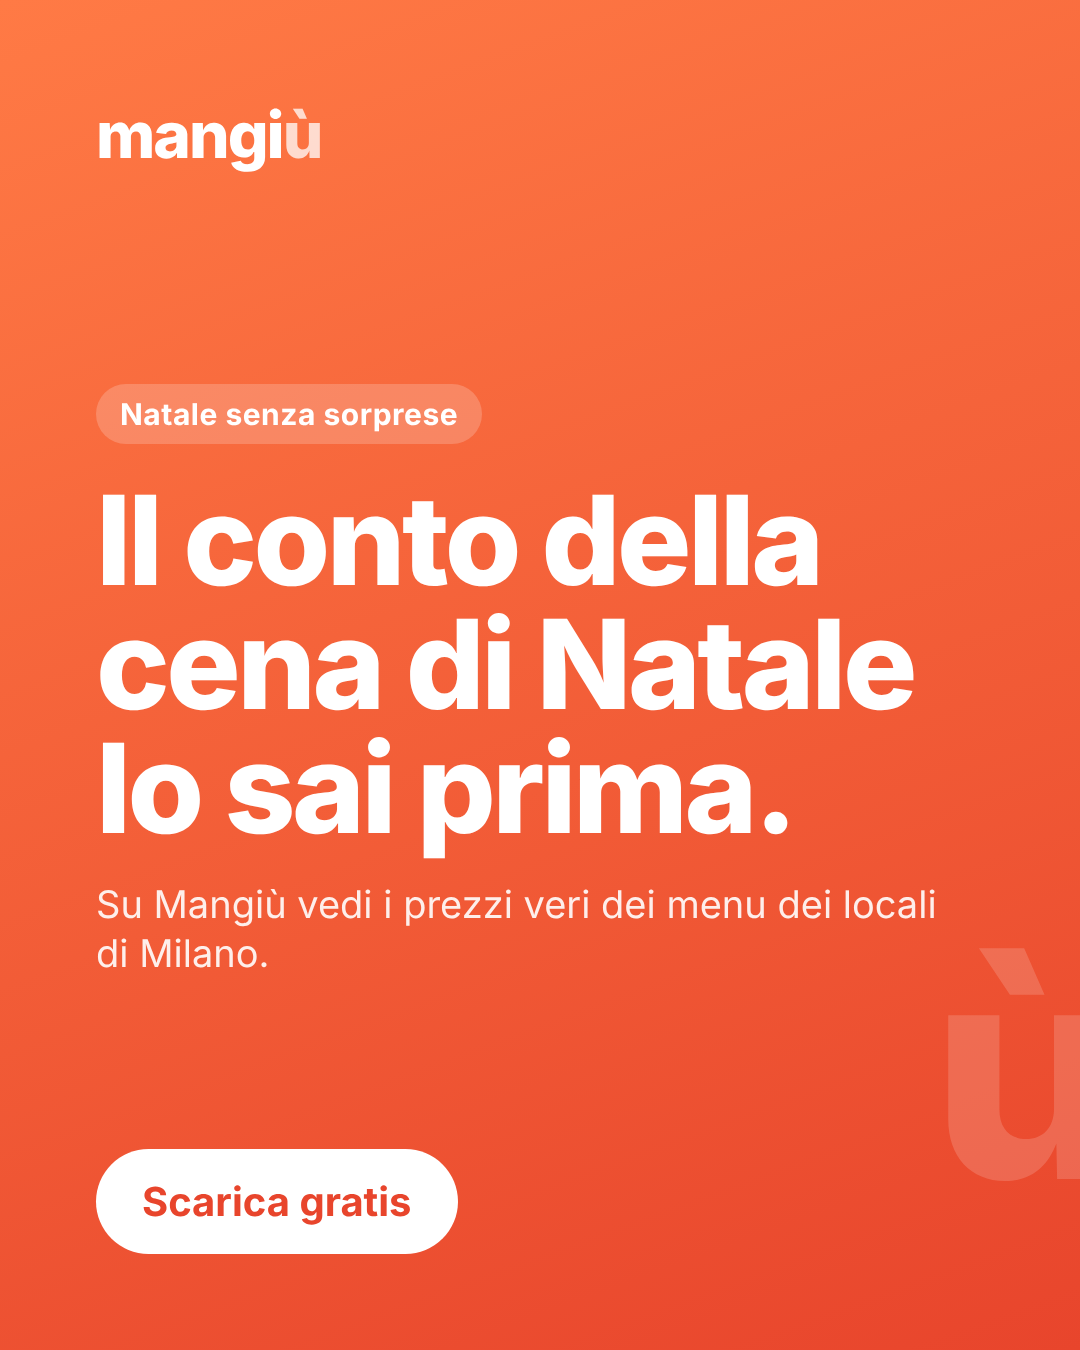 mangiù
Natale senza sorprese
Il conto della
cena di Natale
lo sai prima.
Su Mangiù vedi i prezzi veri dei menu dei locali
di Milano.
ù
Scarica gratis